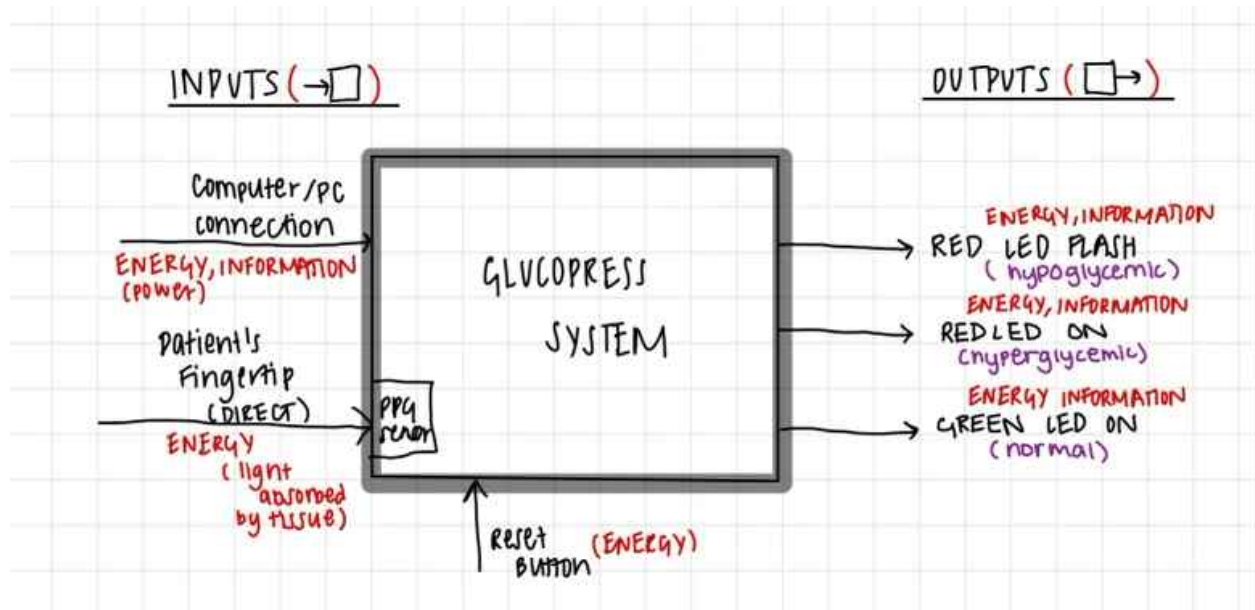 INPUTS (→□)
Computer/PC
connection
ENERGY, INFORMATION
(power)
Patient's
Fingertip
(DIRECT)
ENERGY
(light
absorbed
by tissue)
GLUCOPRESS
SYSTEM
PPG
sensor
Reset
BUTTON
(ENERGY)
OUTPUTS (□→)
ENERGY, INFORMATION
RED LED FLASH
(hypoglycemic)
ENERGY, INFORMATION
RED LED ON
(hyperglycemic)
ENERGY INFORMATION
GREEN LED ON
(normal)